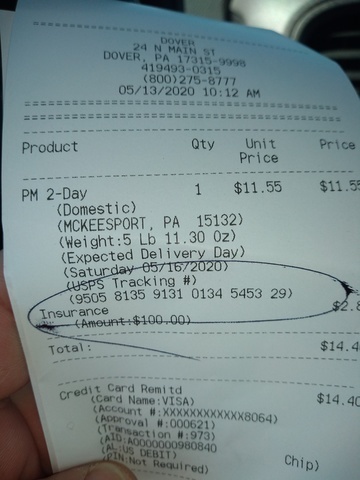 DOVER
24 N MAIN ST
DOVER, PA 17315-9998
419493-0315
(800)275-8777
05/13/2020 10:12 AM
Product Qty Unit Price
Price
PM 2-Day 1 $11.55 $11.55
(Domestic)
(MCKEESPORT, PA 15132)
(Weight:5 Lb 11.30 Oz)
(Expected Delivery Day)
(Saturday 05/16/2020)
(USPS Tracking #)
(9505 8135 9131 0134 5453 29)
Insurance $2.8
(Amount:$100.00)
Total: $14.4
Credit Card Remitd $14.40
(Card Name:VISA)
(Account #:XXXXXXXXXXXX8064)
(Approval #:000621)
(Transaction #:973)
(AID:A0000000980840 Chip)
(AL:US DEBIT)
(PIN:Not Required)